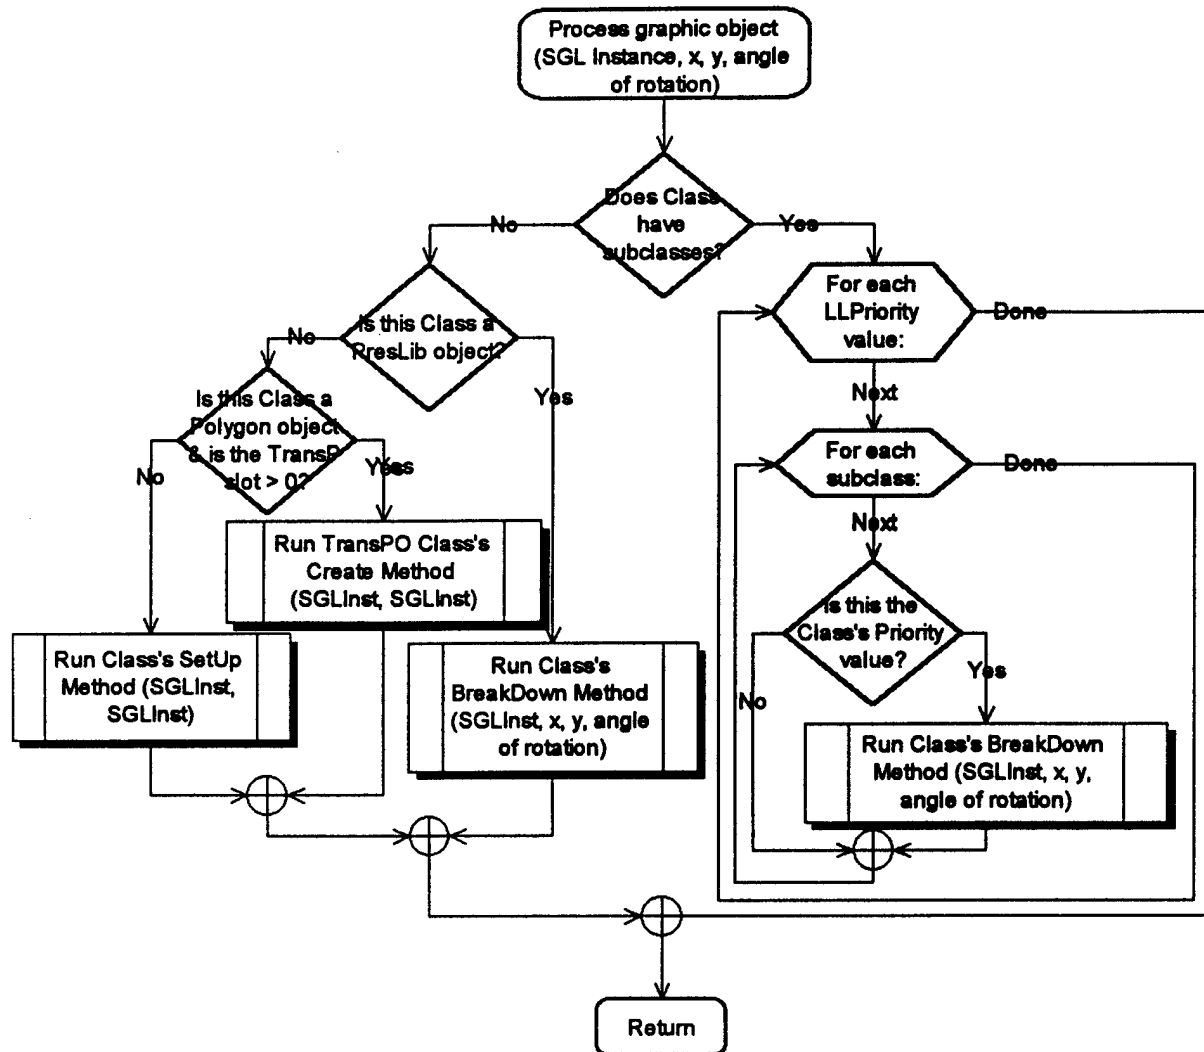 Process graphic object
(SGL Instance, x, y, angle
of rotation)
Does Class
have
subclasses?
No
Yes
For each
LLPriority
value:
Done
Is this Class a
PresLib object?
No
Yes
Next
Is this Class a
Polygon object
& is the TransP
slot > 0?
No
Yes
For each
subclass:
Done
Next
Run TransPO Class's
Create Method
(SGLInst, SGLInst)
Is this the
Class's Priority
value?
Yes
No
Run Class's SetUp
Method (SGLInst,
SGLInst)
Run Class's
BreakDown Method
(SGLInst, x, y, angle
of rotation)
Run Class's BreakDown
Method (SGLInst, x, y,
angle of rotation)
Return